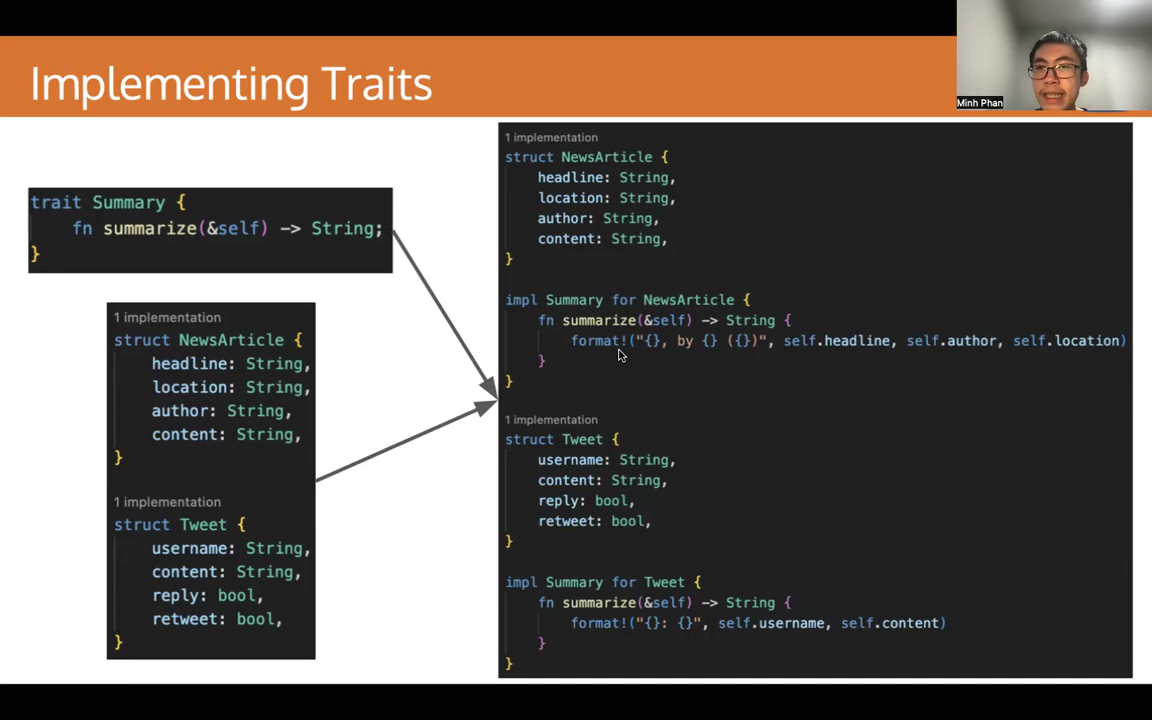 Implementing Traits
Minh Phan
trait Summary {
fn summarize(&self) -> String;
}
1 implementation
struct NewsArticle {
headline: String,
location: String,
author: String,
content: String,
}
1 implementation
struct Tweet {
username: String,
content: String,
reply: bool,
retweet: bool,
}
1 implementation
struct NewsArticle {
headline: String,
location: String,
author: String,
content: String,
}
impl Summary for NewsArticle {
fn summarize(&self) -> String {
format!("{}, by {} ({})", self.headline, self.author, self.location)
}
}
1 implementation
struct Tweet {
username: String,
content: String,
reply: bool,
retweet: bool,
}
impl Summary for Tweet {
fn summarize(&self) -> String {
format!("{}: {}", self.username, self.content)
}
}